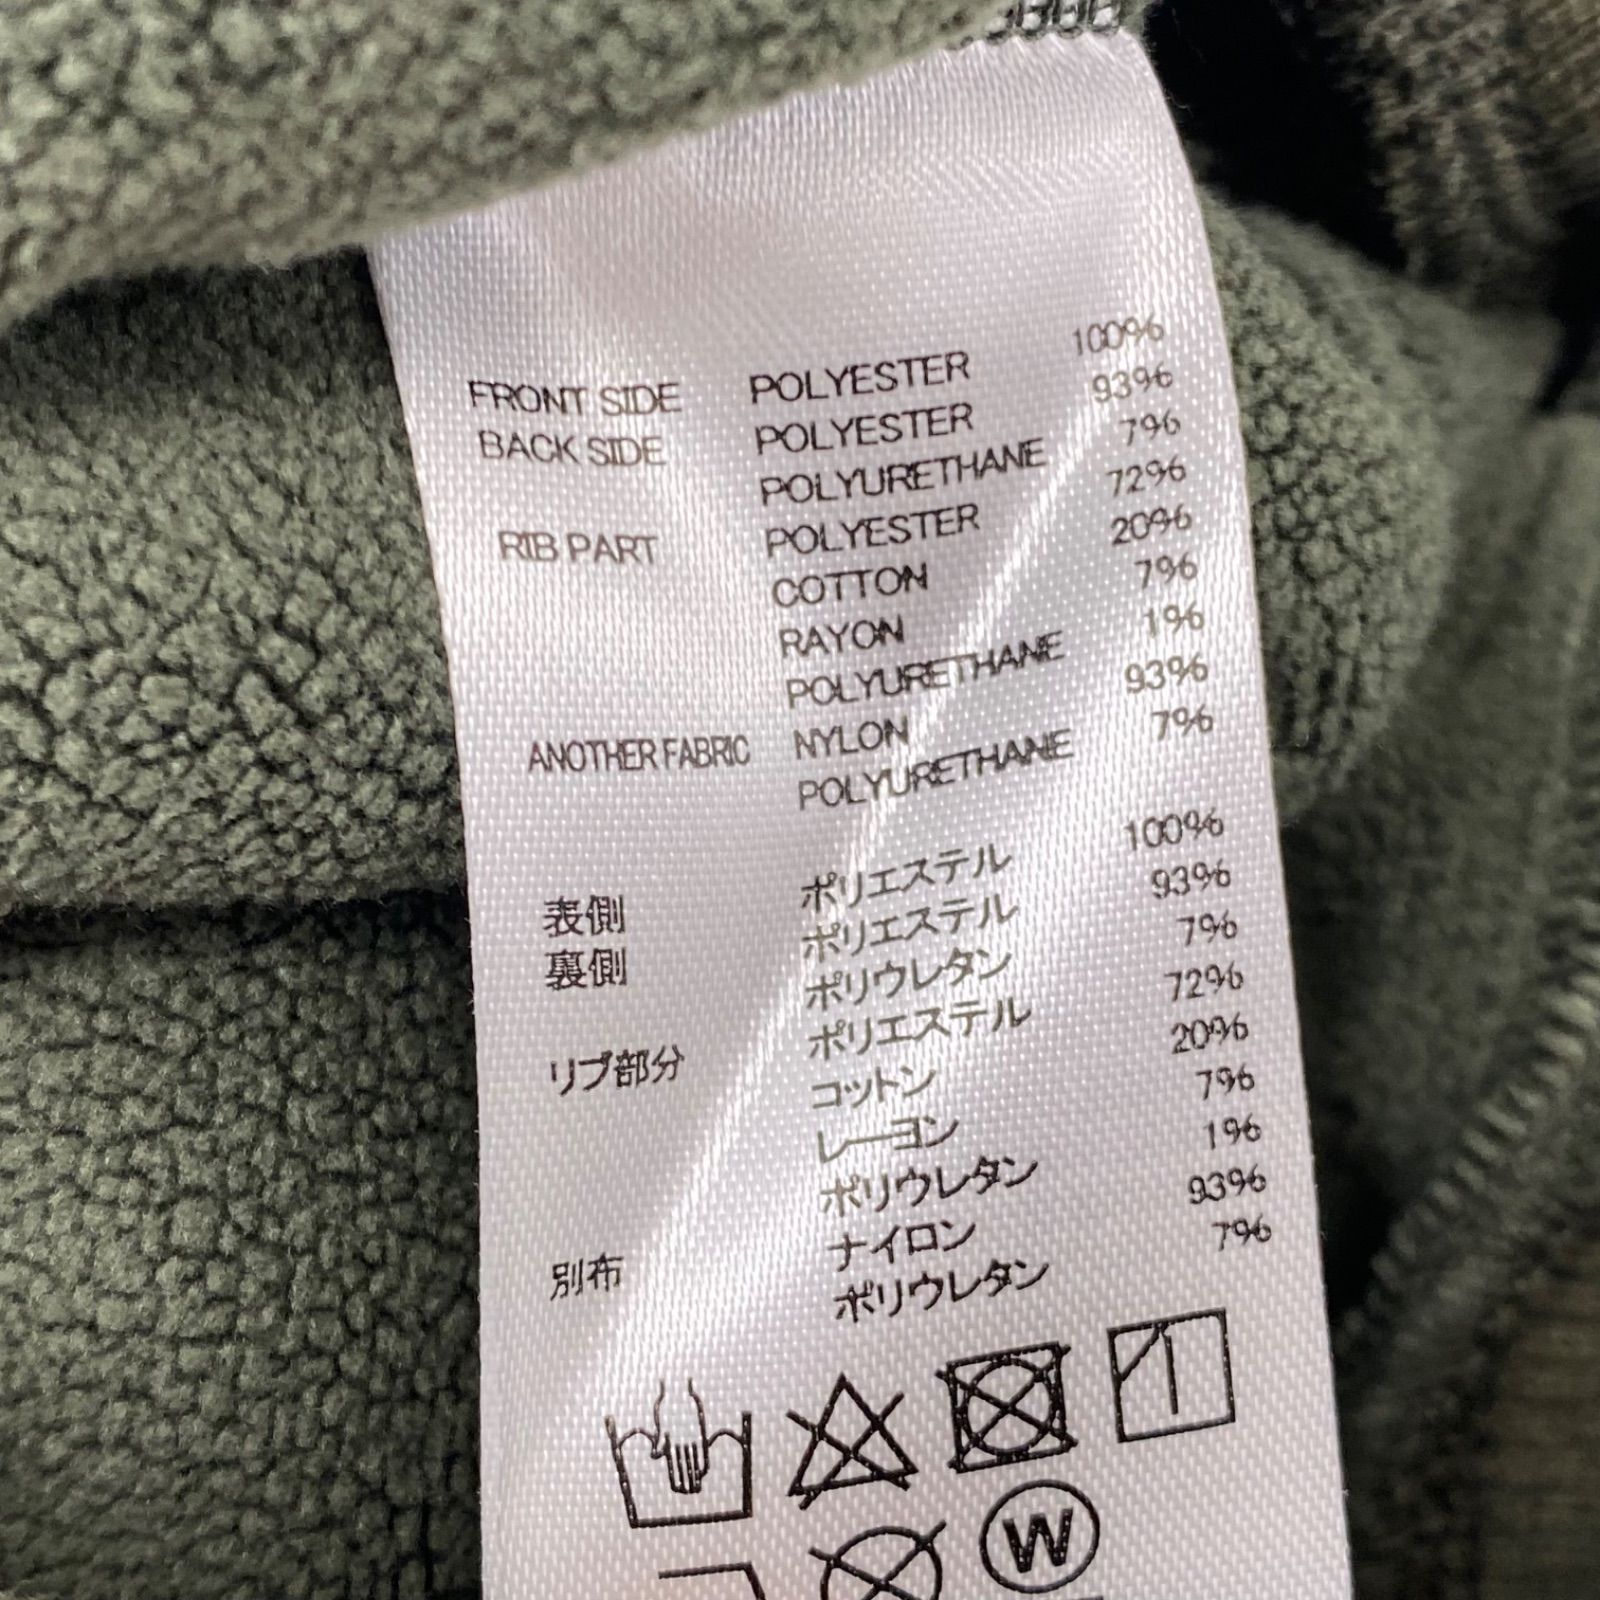 FRONT SIDE POLYESTER 100%
BACK SIDE POLYESTER 93%
POLYURETHANE 7%
RIB PART POLYESTER 72%
COTTON 20%
RAYON 7%
POLYURETHANE 1%
ANOTHER FABRIC NYLON 93%
POLYURETHANE 7%
表側 ポリエステル 100%
裏側 ポリエステル 93%
ポリウレタン 7%
リブ部分 ポリエステル 72%
コットン 20%
レーヨン 7%
ポリウレタン 1%
別布 ナイロン 93%
ポリウレタン 7%
W